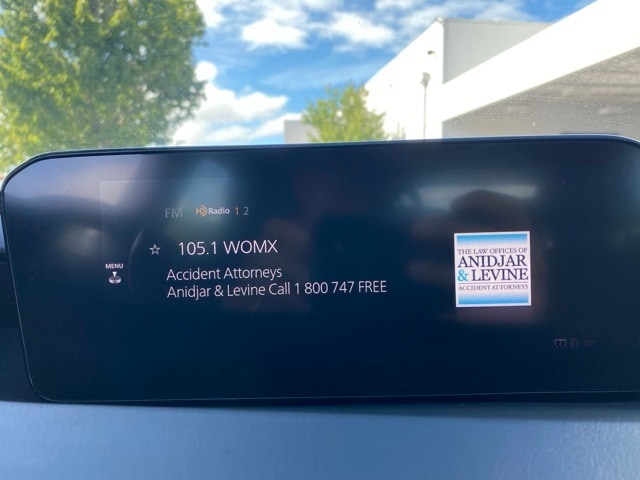 FM HD Radio 1 2
105.1 WOMX
MENU
Accident Attorneys
Anidjar & Levine Call 1 800 747 FREE
THE LAW OFFICES OF
ANIDJAR
& LEVINE
ACCIDENT ATTORNEYS